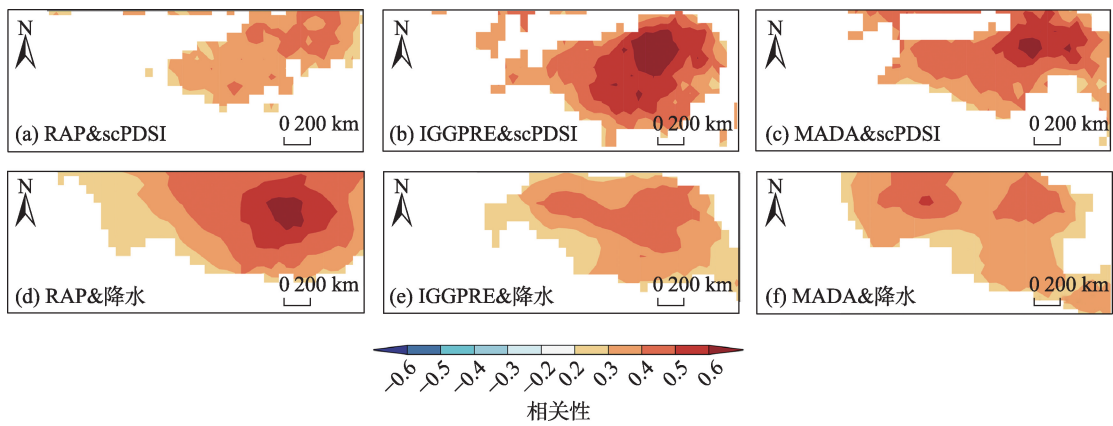 N
N
N
0 200 km
0 200 km
0 200 km
(a) RAP&scPDSI
(b) IGGPRE&scPDSI
(c) MADA&scPDSI
N
N
N
0 200 km
0 200 km
0 200 km
(d) RAP&降水
(e) IGGPRE&降水
(f) MADA&降水
−0.6 −0.5 −0.4 −0.3 −0.2 0.2 0.3 0.4 0.5 0.6
相关性